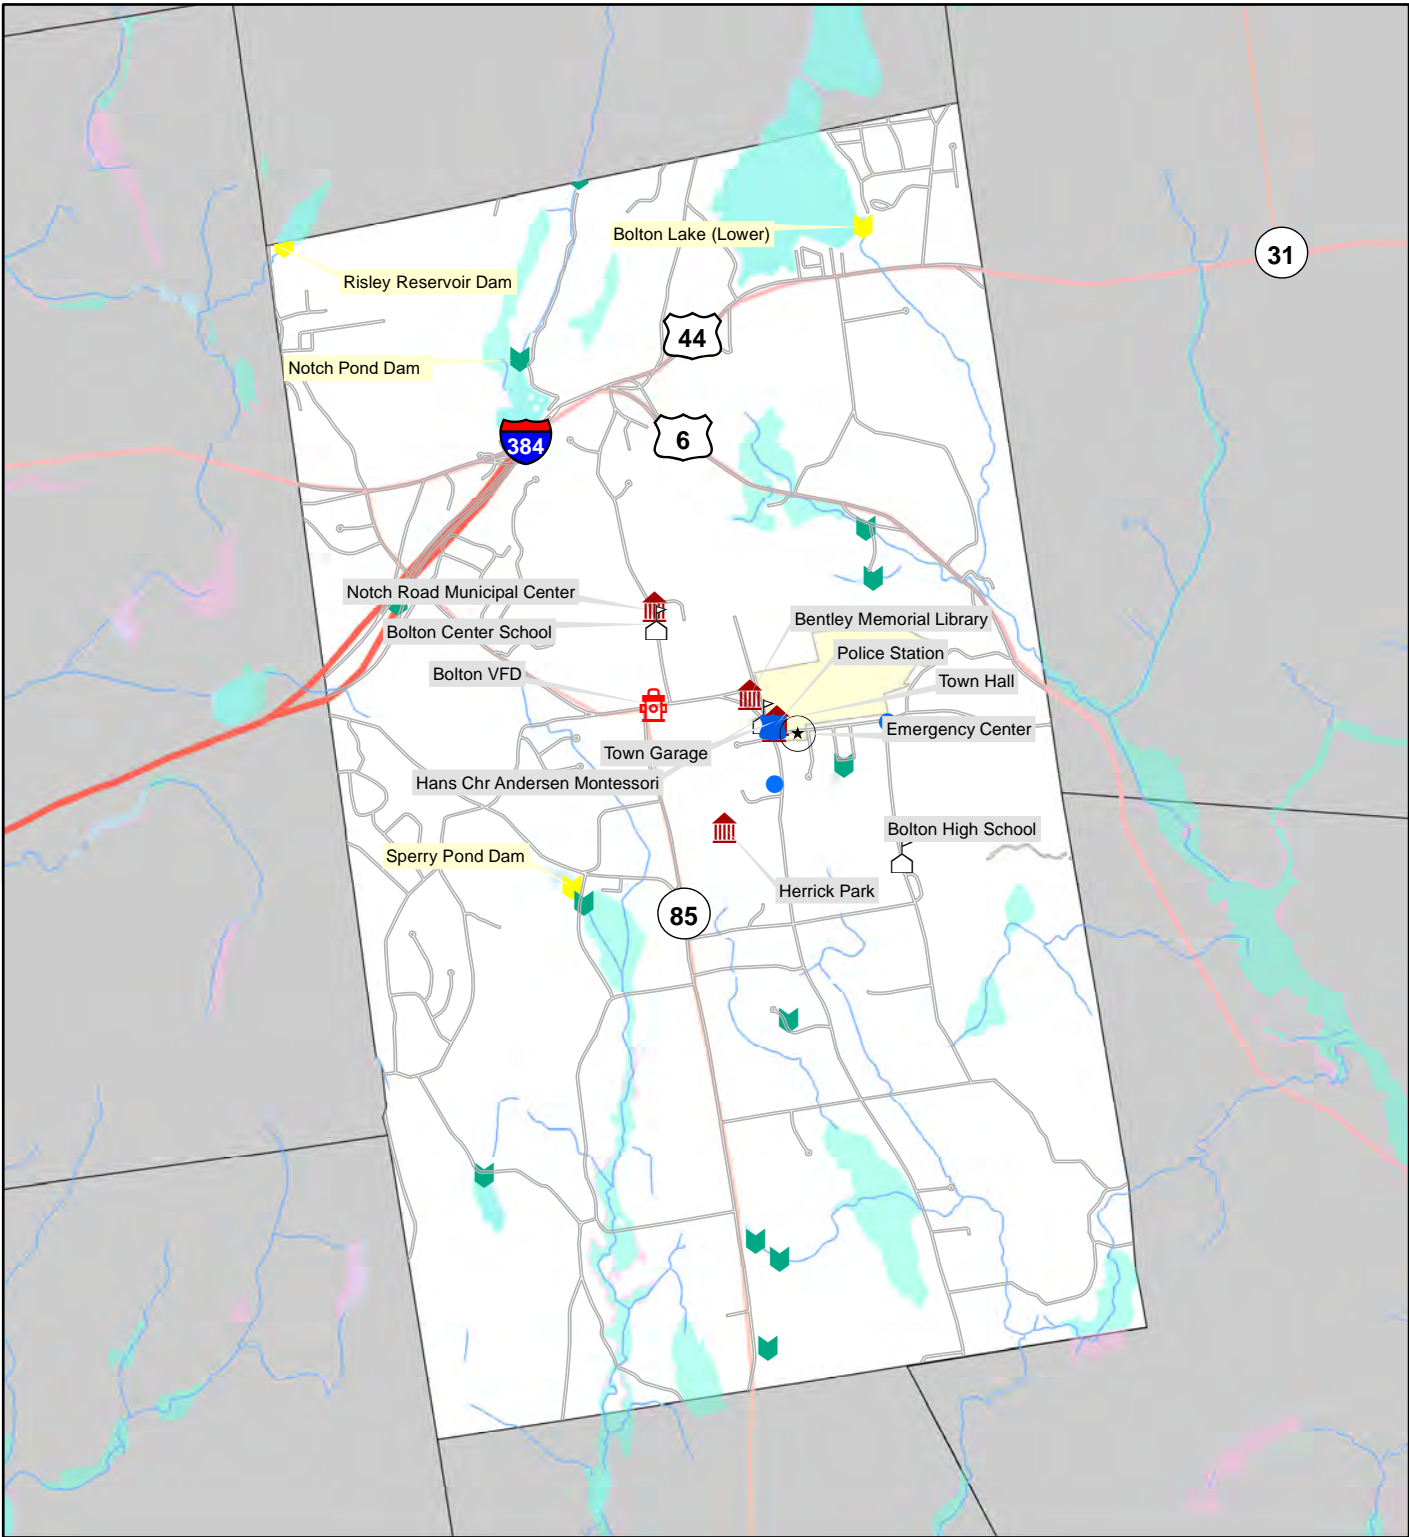 Bolton Lake (Lower)
31
Risley Reservoir Dam
44
Notch Pond Dam
6
384
Notch Road Municipal Center
Bentley Memorial Library
Bolton Center School
Police Station
Bolton VFD
Town Hall
Emergency Center
Town Garage
Hans Chr Andersen Montessori
Bolton High School
Sperry Pond Dam
Herrick Park
85